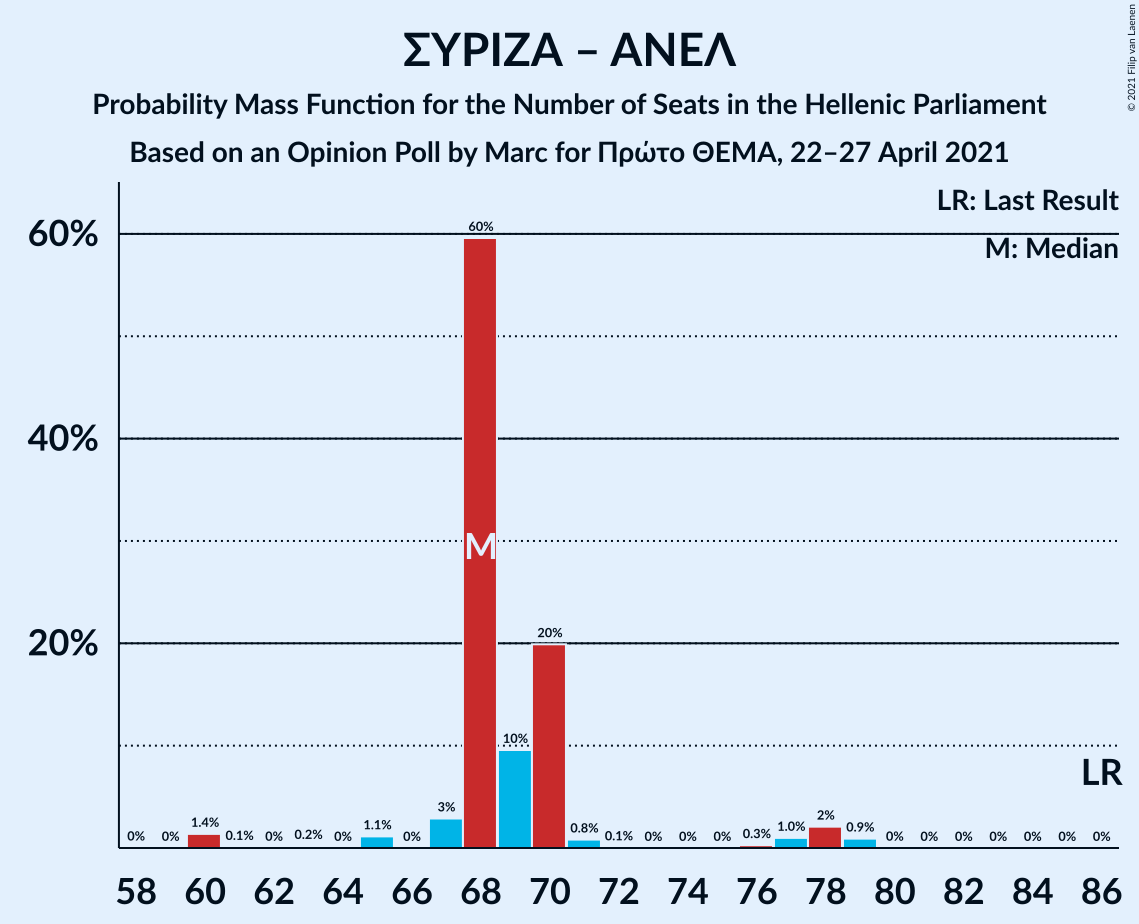 ΣΥΡΙΖΑ – ΑΝΕΛ
Probability Mass Function for the Number of Seats in the Hellenic Parliament
Based on an Opinion Poll by Marc for Πρώτο ΘΕΜΑ, 22–27 April 2021
© 2021 Filip van Laenen
LR: Last Result
M: Median
60%
40%
20%
0% 0% 1.4% 0.1% 0% 0.2% 0% 1.1% 0% 3% 60% 10% 20% 0.8% 0.1% 0% 0% 0% 0.3% 1.0% 2% 0.9% 0% 0% 0% 0% 0% 0% 0%
M
LR
58 60 62 64 66 68 70 72 74 76 78 80 82 84 86